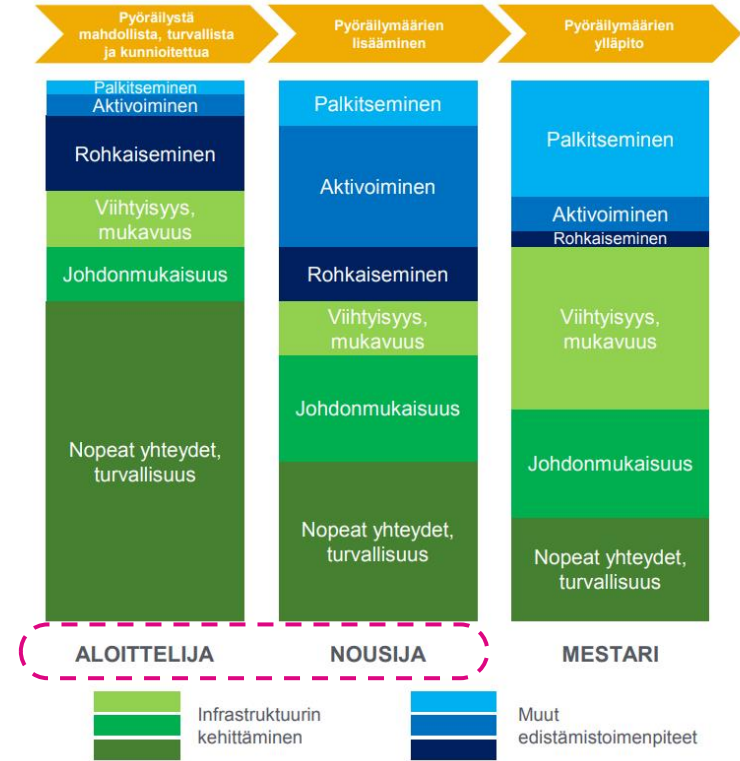 Pyöräilystä
mahdollista, turvallista
ja kunnioitettua
Pyöräilymäärien
lisääminen
Pyöräilymäärien
ylläpito
Palkitseminen
Aktivoiminen
Rohkaiseminen
Viihtyisyys,
mukavuus
Johdonmukaisuus
Nopeat yhteydet,
turvallisuus
Palkitseminen
Aktivoiminen
Rohkaiseminen
Viihtyisyys,
mukavuus
Johdonmukaisuus
Nopeat yhteydet,
turvallisuus
Palkitseminen
Aktivoiminen
Rohkaiseminen
Viihtyisyys,
mukavuus
Johdonmukaisuus
Nopeat yhteydet,
turvallisuus
ALOITTELIJA
NOUSIJA
MESTARI
Infrastruktuurin
kehittäminen
Muut
edistämistoimenpiteet